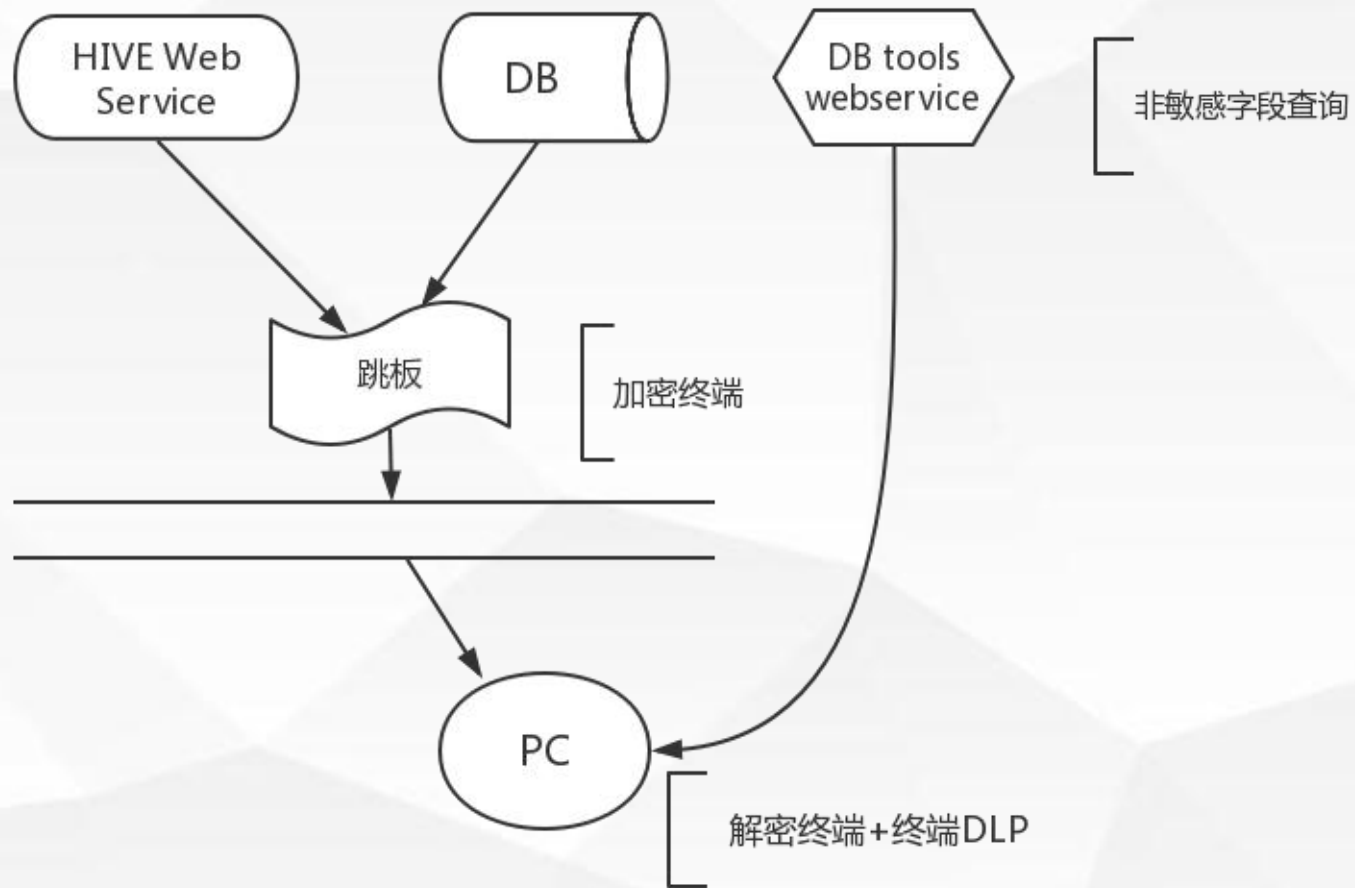 HIVE Web
Service
DB
DB tools
webservice
非敏感字段查询
跳板
加密终端
PC
解密终端+终端DLP